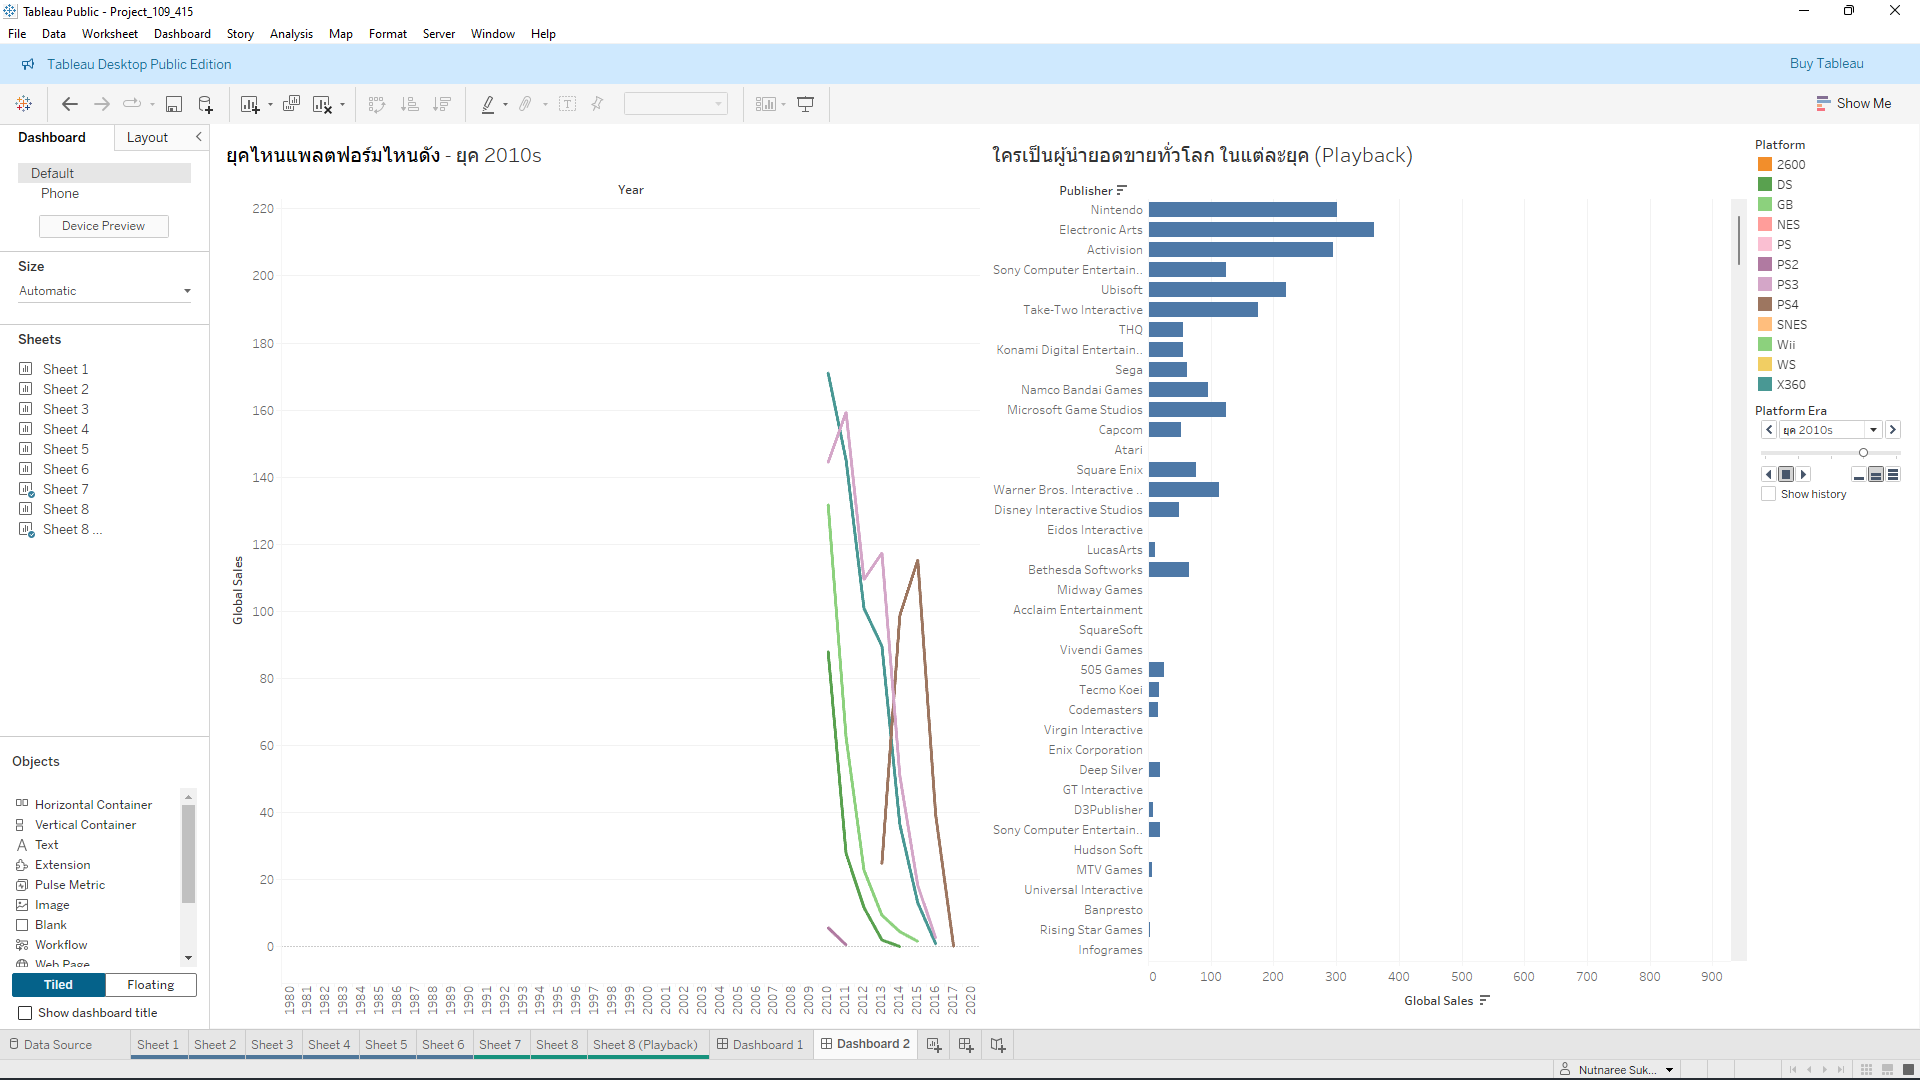 Tableau Public - Project_109_415
File Data Worksheet Dashboard Story Analysis Map Format Server Window Help
Tableau Desktop Public Edition
Buy Tableau
Show Me
Dashboard Layout
Default
Phone
Device Preview
Size
Automatic
Sheets
Sheet 1
Sheet 2
Sheet 3
Sheet 4
Sheet 5
Sheet 6
Sheet 7
Sheet 8
Sheet 8 ...
Objects
Horizontal Container
Vertical Container
Text
Extension
Pulse Metric
Image
Blank
Workflow
Web Page
Tiled Floating
Show dashboard title
ยุคไหนแพลตฟอร์มไหนดัง - ยุค 2010s
Year
220
200
180
160
140
120
100
80
60
40
20
0
Global Sales
1980 1981 1982 1983 1984 1985 1986 1987 1988 1989 1990 1991 1992 1993 1994 1995 1996 1997 1998 1999 2000 2001 2002 2003 2004 2005 2006 2007 2008 2009 2010 2011 2012 2013 2014 2015 2016 2017 2020
ใครเป็นผู้นำยอดขายทั่วโลก ในแต่ละยุค (Playback)
Publisher
Nintendo
Electronic Arts
Activision
Sony Computer Entertain..
Ubisoft
Take-Two Interactive
THQ
Konami Digital Entertain..
Sega
Namco Bandai Games
Microsoft Game Studios
Capcom
Atari
Square Enix
Warner Bros. Interactive ..
Disney Interactive Studios
Eidos Interactive
LucasArts
Bethesda Softworks
Midway Games
Acclaim Entertainment
SquareSoft
Vivendi Games
505 Games
Tecmo Koei
Codemasters
Virgin Interactive
Enix Corporation
Deep Silver
GT Interactive
D3Publisher
Sony Computer Entertain..
Hudson Soft
MTV Games
Universal Interactive
Banpresto
Rising Star Games
Infogrames
0 100 200 300 400 500 600 700 800 900
Global Sales
Platform
2600
DS
GB
NES
PS
PS2
PS3
PS4
SNES
Wii
WS
X360
Platform Era
ยุค 2010s
Show history
Data Source Sheet 1 Sheet 2 Sheet 3 Sheet 4 Sheet 5 Sheet 6 Sheet 7 Sheet 8 Sheet 8 (Playback) Dashboard 1 Dashboard 2
Nutnaree Suk...